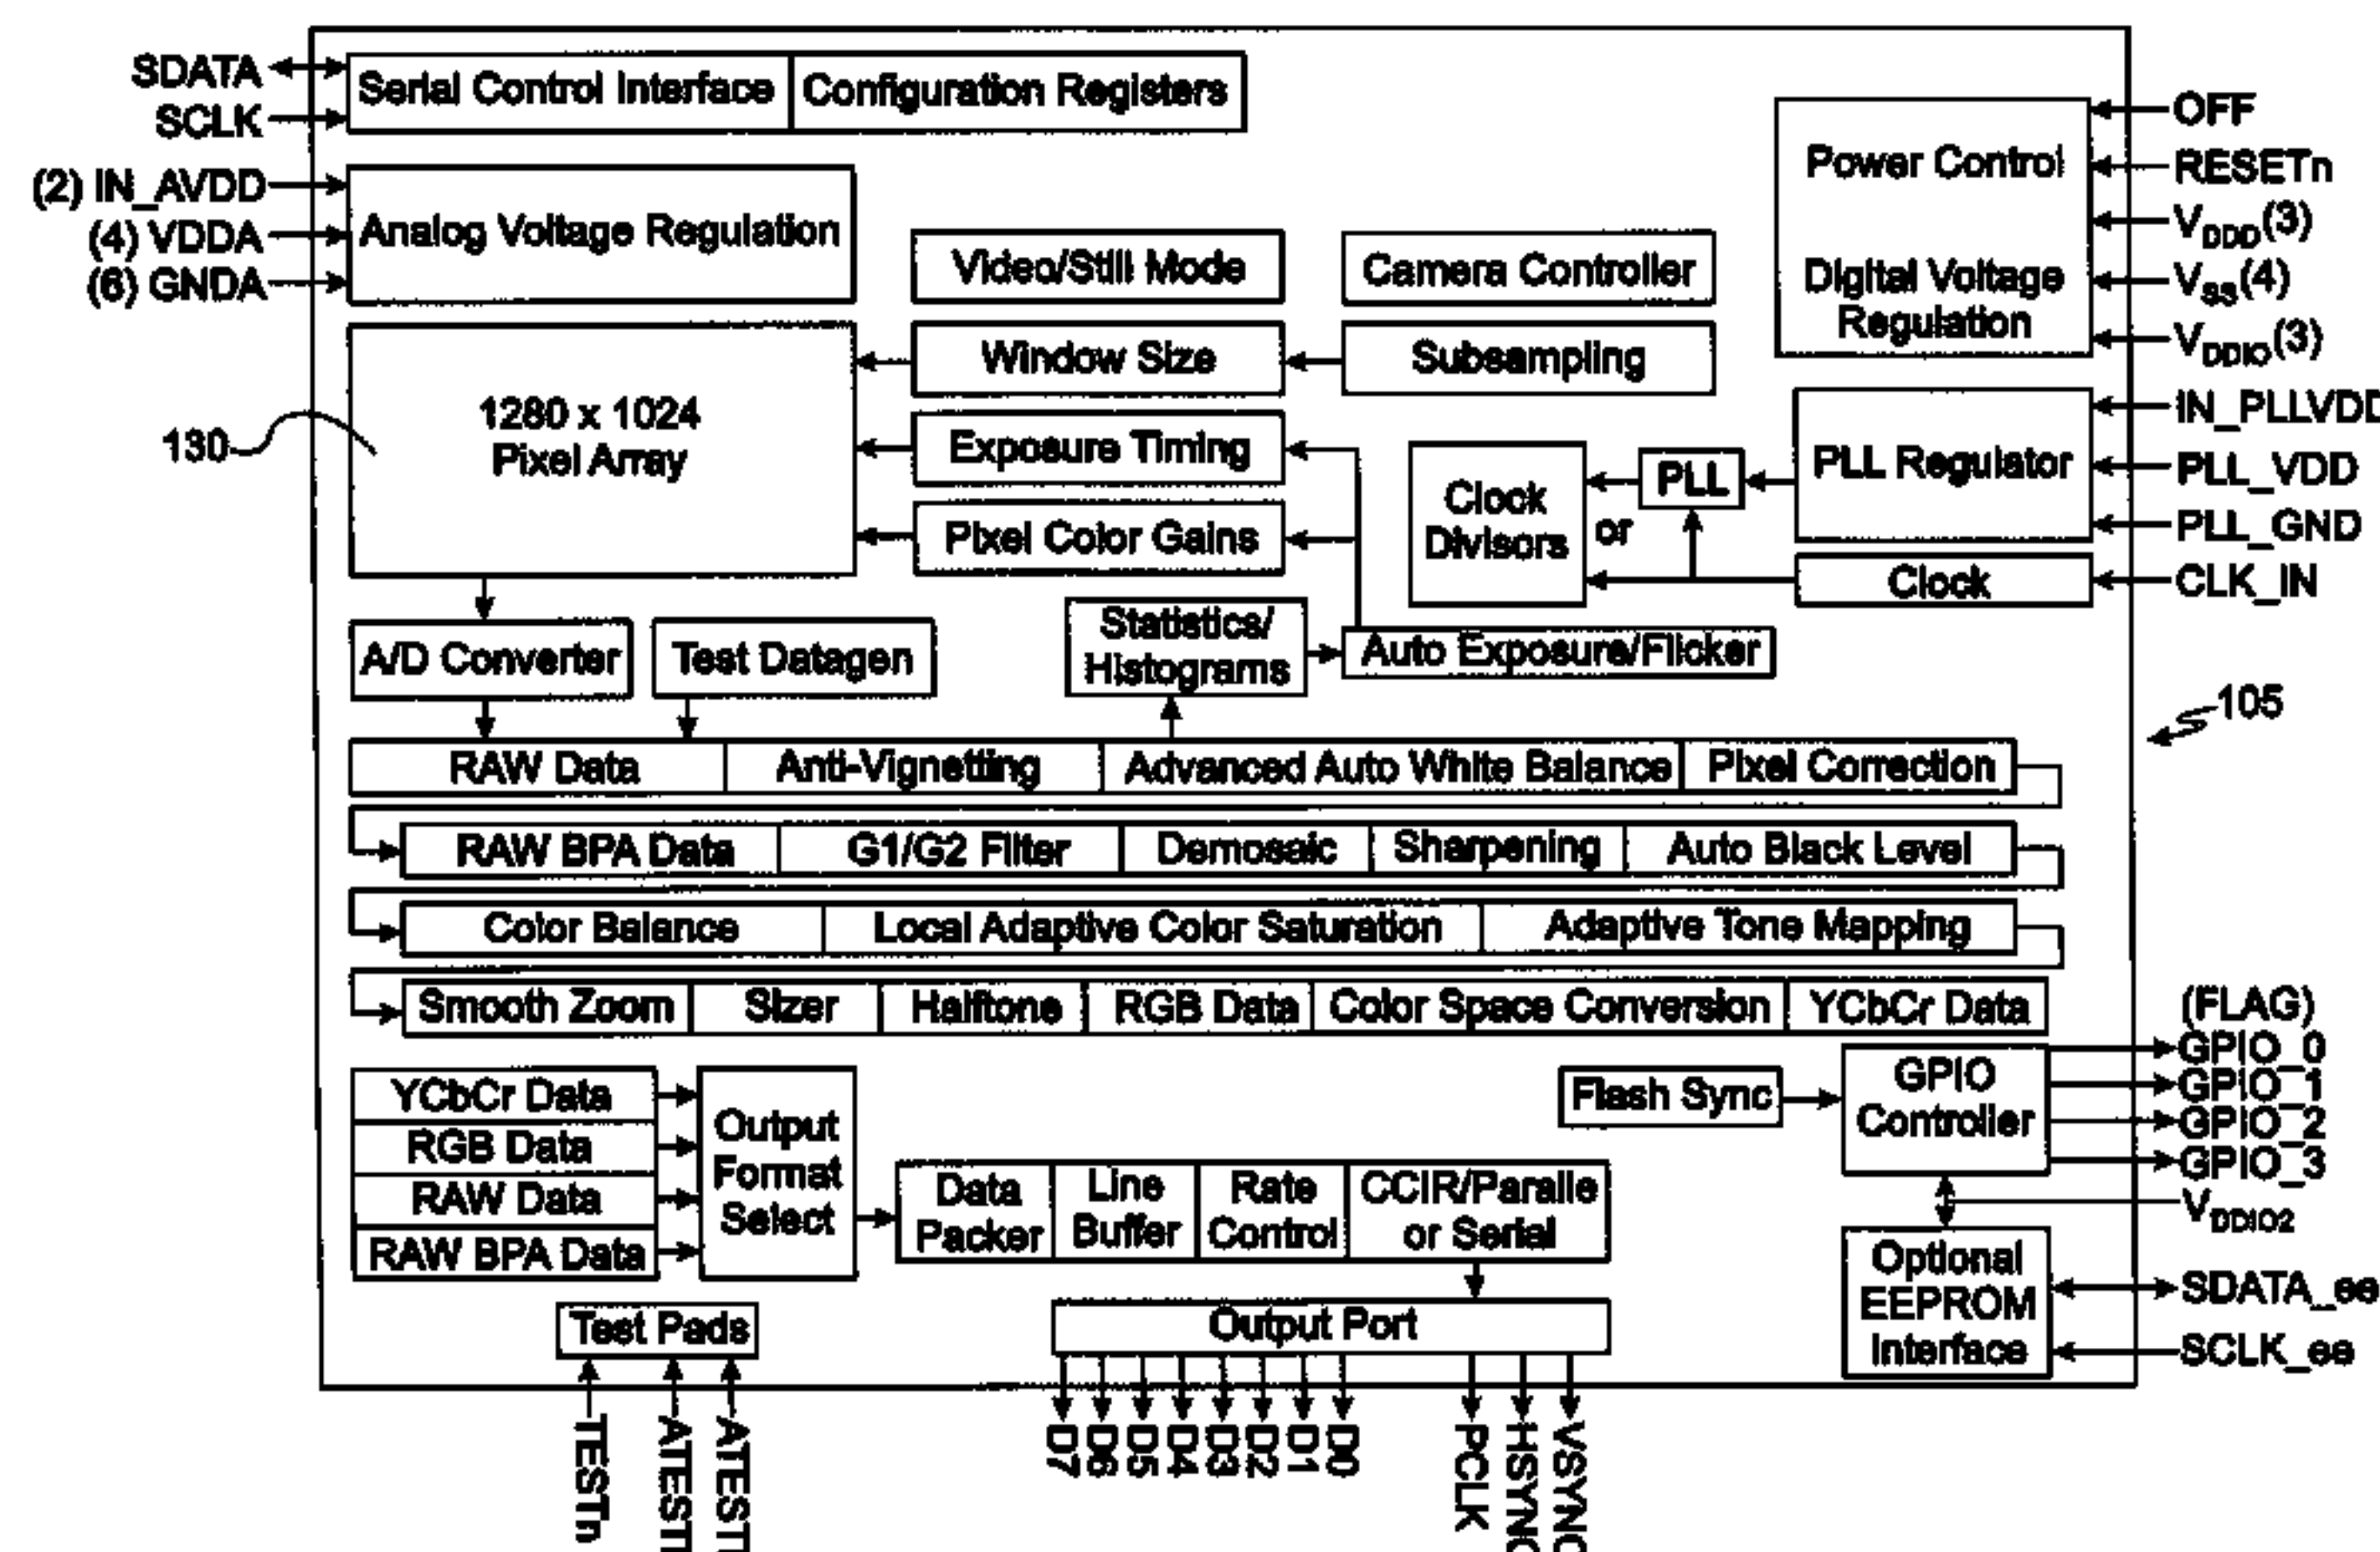 SDATA
SCLK
Serial Control Interface
Configuration Registers
(2) IN_AVDD
(4) VDDA
(6) GNDA
Analog Voltage Regulation
Video/Still Mode
Camera Controller
Power Control
Digital Voltage
Regulation
OFF
RESETn
VDDD(3)
VSS(4)
VDDIO(3)
130
1280 x 1024
Pixel Array
Window Size
Subsampling
Exposure Timing
Pixel Color Gains
Clock
Divisors
or
PLL
PLL Regulator
Clock
IN_PLLVDD
PLL_VDD
PLL_GND
CLK_IN
A/D Converter
Test Datagen
Statistics/
Histograms
Auto Exposure/Flicker
105
RAW Data
Anti-Vignetting
Advanced Auto White Balance
Pixel Correction
RAW BPA Data
G1/G2 Filter
Demosaic
Sharpening
Auto Black Level
Color Balance
Local Adaptive Color Saturation
Adaptive Tone Mapping
Smooth Zoom
Sizer
Halftone
RGB Data
Color Space Conversion
YCbCr Data
YCbCr Data
RGB Data
RAW Data
RAW BPA Data
Output
Format
Select
Data
Packer
Line
Buffer
Rate
Control
CCIR/Paralle
or Serial
Flash Sync
GPIO
Controller
(FLAG)
GPIO_0
GPIO_1
GPIO_2
GPIO_3
VDDIO2
Optional
EEPROM
Interface
SDATA_ee
SCLK_ee
Test Pads
Output Port
TESTn
D7
D6
D5
D4
D3
D2
D1
D0
PCLK
HSYNC
VSYNC